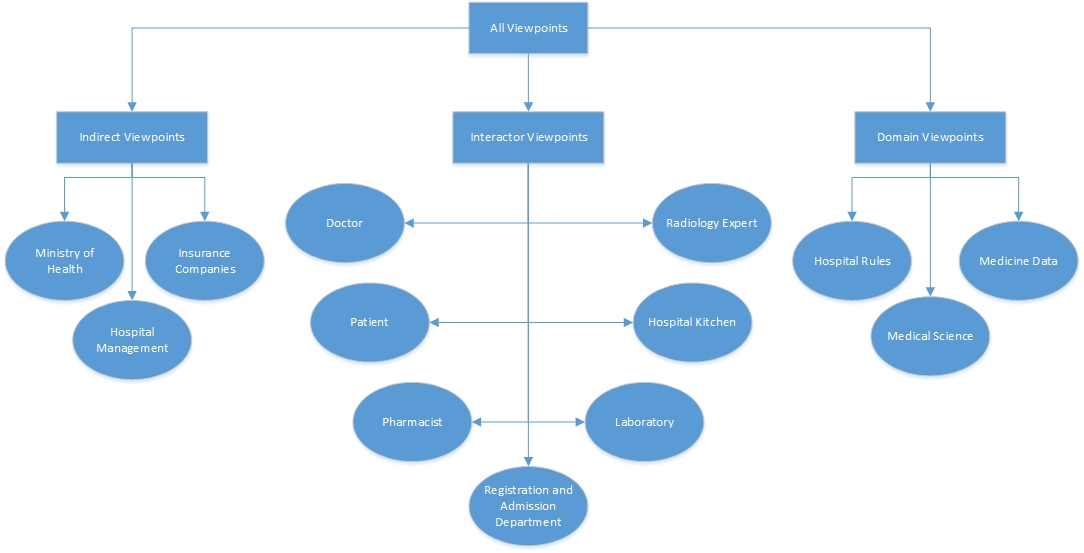 All Viewpoints
Indirect Viewpoints
Interactor Viewpoints
Domain Viewpoints
Doctor
Radiology Expert
Ministry of
Health
Insurance
Companies
Hospital Rules
Medicine Data
Hospital
Management
Patient
Hospital Kitchen
Medical Science
Pharmacist
Laboratory
Registration and
Admission
Department